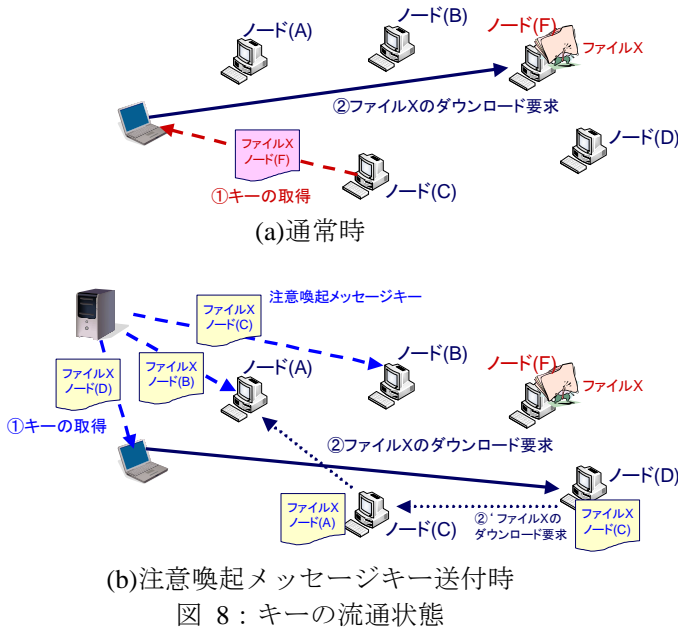 ノード(A)
ノード(B)
ノード(F)
ファイルX
②ファイルXのダウンロード要求
ノード(D)
ファイルX
ノード(F)
①キーの取得
ノード(C)
(a)通常時
注意喚起メッセージキー
ファイルX
ノード(C)
ノード(A)
ノード(B)
ノード(F)
ファイルX
ファイルX
ノード(D)
ファイルX
ノード(B)
①キーの取得
②ファイルXのダウンロード要求
ノード(D)
ファイルX
ノード(A)
ノード(C)
②‘ファイルXの
ダウンロード要求
ファイルX
ノード(C)
(b)注意喚起メッセージキー送付時
図 8：キーの流通状態